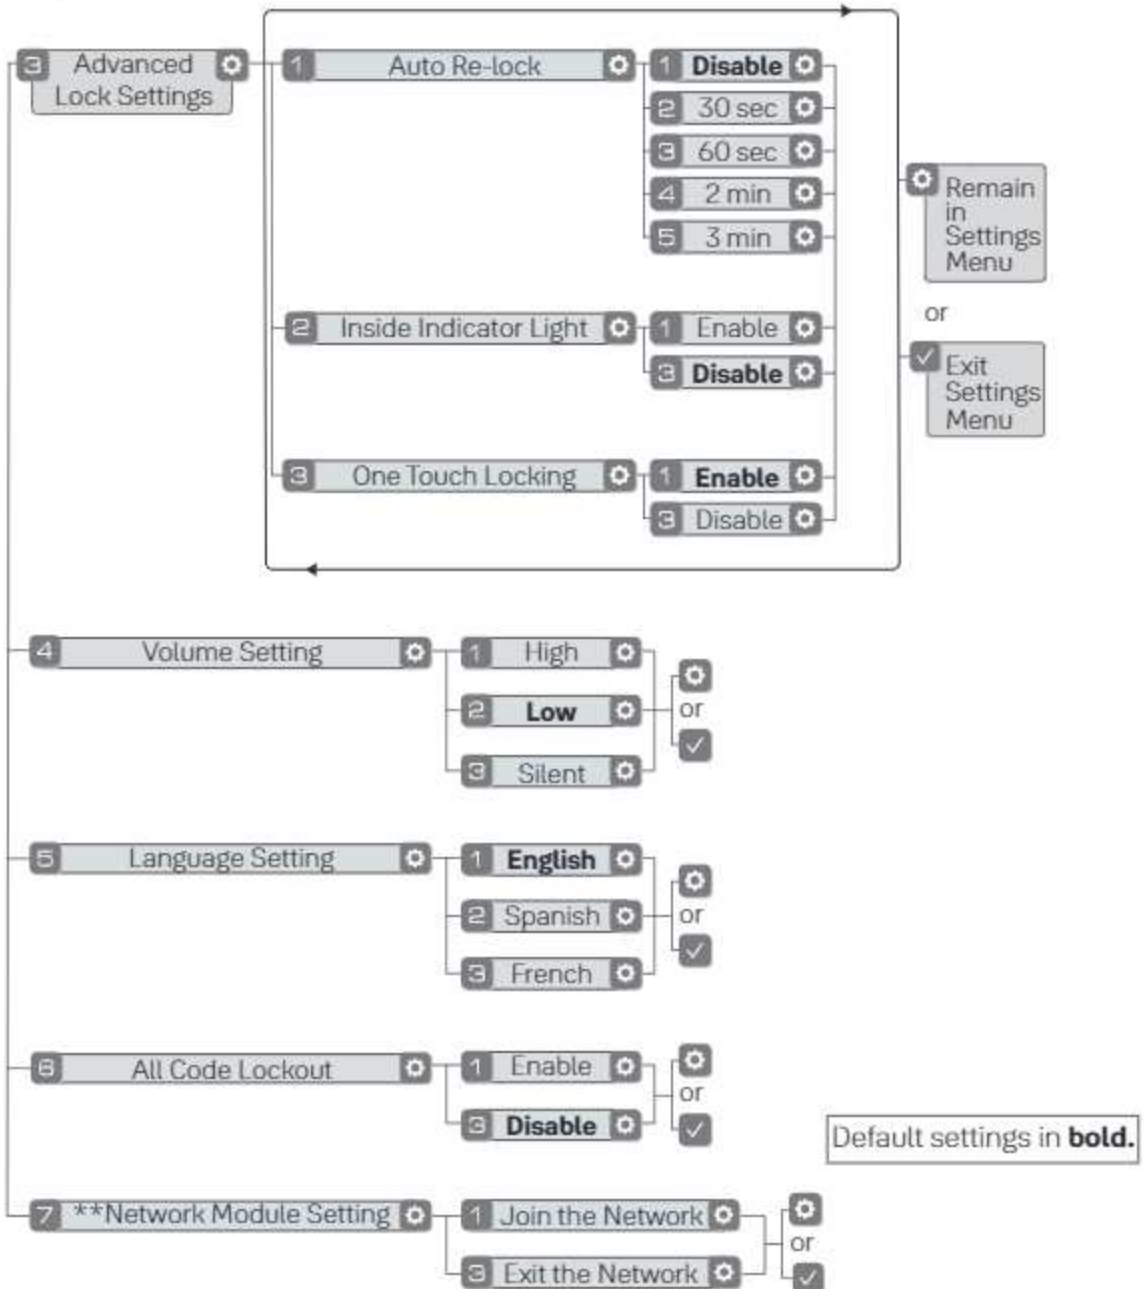 3 Advanced
Lock Settings
1 Auto Re-lock
1 Disable
2 30 sec
3 60 sec
4 2 min
5 3 min
2 Inside Indicator Light
1 Enable
3 Disable
3 One Touch Locking
1 Enable
3 Disable
Remain
in
Settings
Menu
or
Exit
Settings
Menu
4 Volume Setting
1 High
2 Low
3 Silent
or
5 Language Setting
1 English
2 Spanish
3 French
or
6 All Code Lockout
1 Enable
3 Disable
or
Default settings in bold.
7 **Network Module Setting
1 Join the Network
3 Exit the Network
or